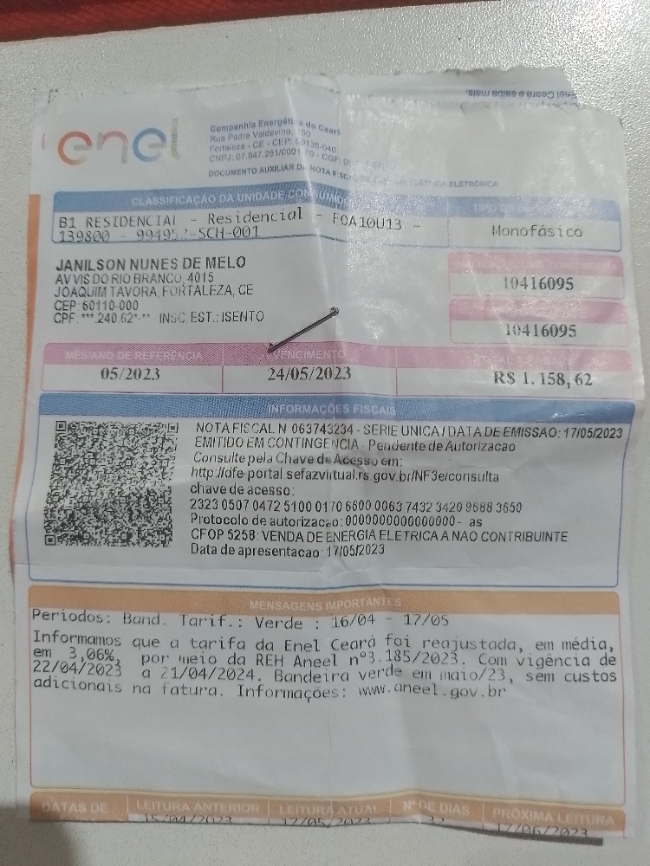 Enel Ceará e saiba mais.
enel
Companhia Energética do Ceará
Rua Padre Valdevino, 150
Fortaleza - CE - CEP: 60135-040
CNPJ: 07.047.251/0001-70 - CGF:
DOCUMENTO AUXILIAR DA NOTA FISCAL DE ELÉTRICA ELETRÔNICA
CLASSIFICAÇÃO DA UNIDADE CONSUMIDORA
B1 RESIDENCIAL - Residencial - FOA10U13 -
139800 - 994952-SCH-001
Monofásico
JANILSON NUNES DE MELO
AV VIS DO RIO BRANCO, 4015
JOAQUIM TAVORA, FORTALEZA, CE
CEP: 60110-000
CPF: ***.240.62*-** INSC. EST.: ISENTO
10416095
10416095
MÊS/ANO DE REFERÊNCIA VENCIMENTO
05/2023 24/05/2023 R$ 1.158,62
INFORMAÇÕES FISCAIS
NOTA FISCAL N 063743234 - SERIE UNICA / DATA DE EMISSÃO: 17/05/2023
EMITIDO EM CONTINGENCIA - Pendente de Autorizacao
Consulte pela Chave de Acesso em:
http://dfe-portal.sefazvirtual.rs.gov.br/NF3e/consulta
chave de acesso:
2323 0507 0472 5100 0170 6600 0063 7432 3420 9688 3650
Protocolo de autorizacao: 0000000000000000 - as
CFOP 5258: VENDA DE ENERGIA ELETRICA A NAO CONTRIBUINTE
Data de apresentacao: 17/05/2023
MENSAGENS IMPORTANTES
Períodos: Band. Tarif.: Verde : 16/04 - 17/05
Informamos que a tarifa da Enel Ceará foi reajustada, em média,
em 3,06%, por meio da REH Aneel nº3.185/2023. Com vigência de
22/04/2023 a 21/04/2024. Bandeira verde em maio/23, sem custos
adicionais na fatura. Informações: www.aneel.gov.br
DATAS DE LEITURA ANTERIOR LEITURA ATUAL Nº DE DIAS PRÓXIMA LEITURA
15/04/2023 17/05/2023 32 17/06/2023